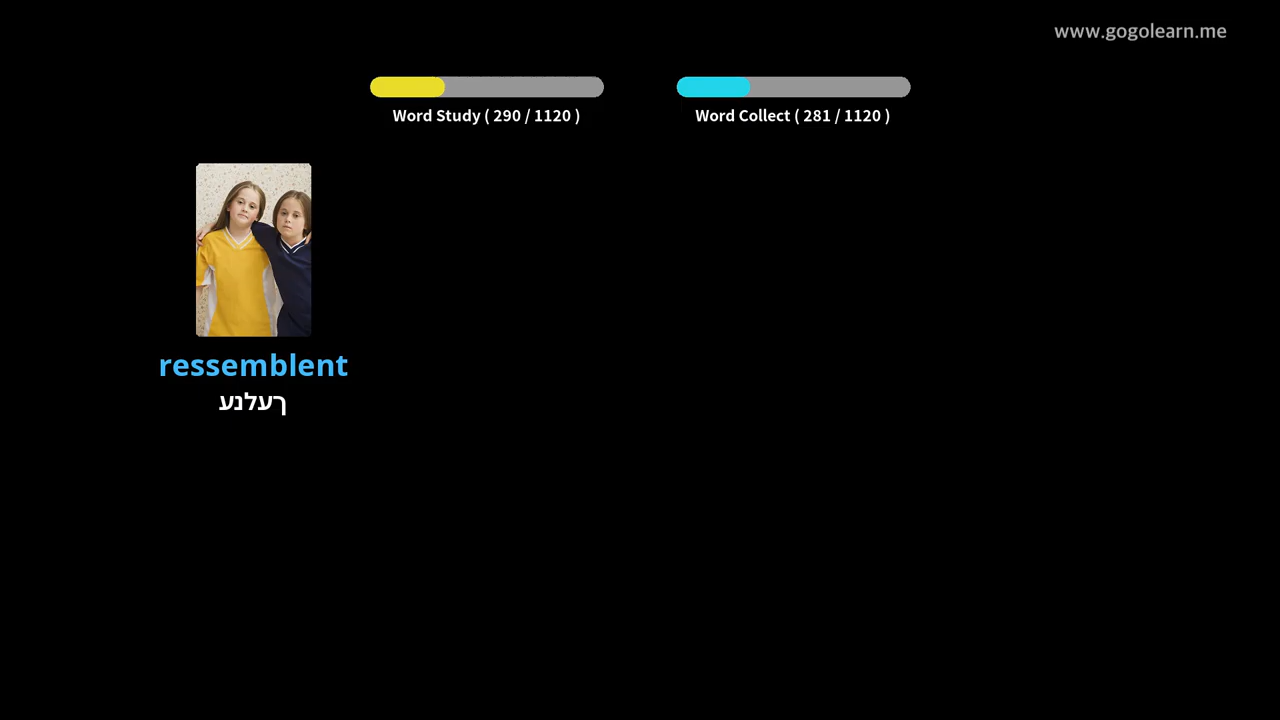 www.gogolearn.me
Word Study ( 290 / 1120 )
Word Collect ( 281 / 1120 )
ressemblent
ךעלנע